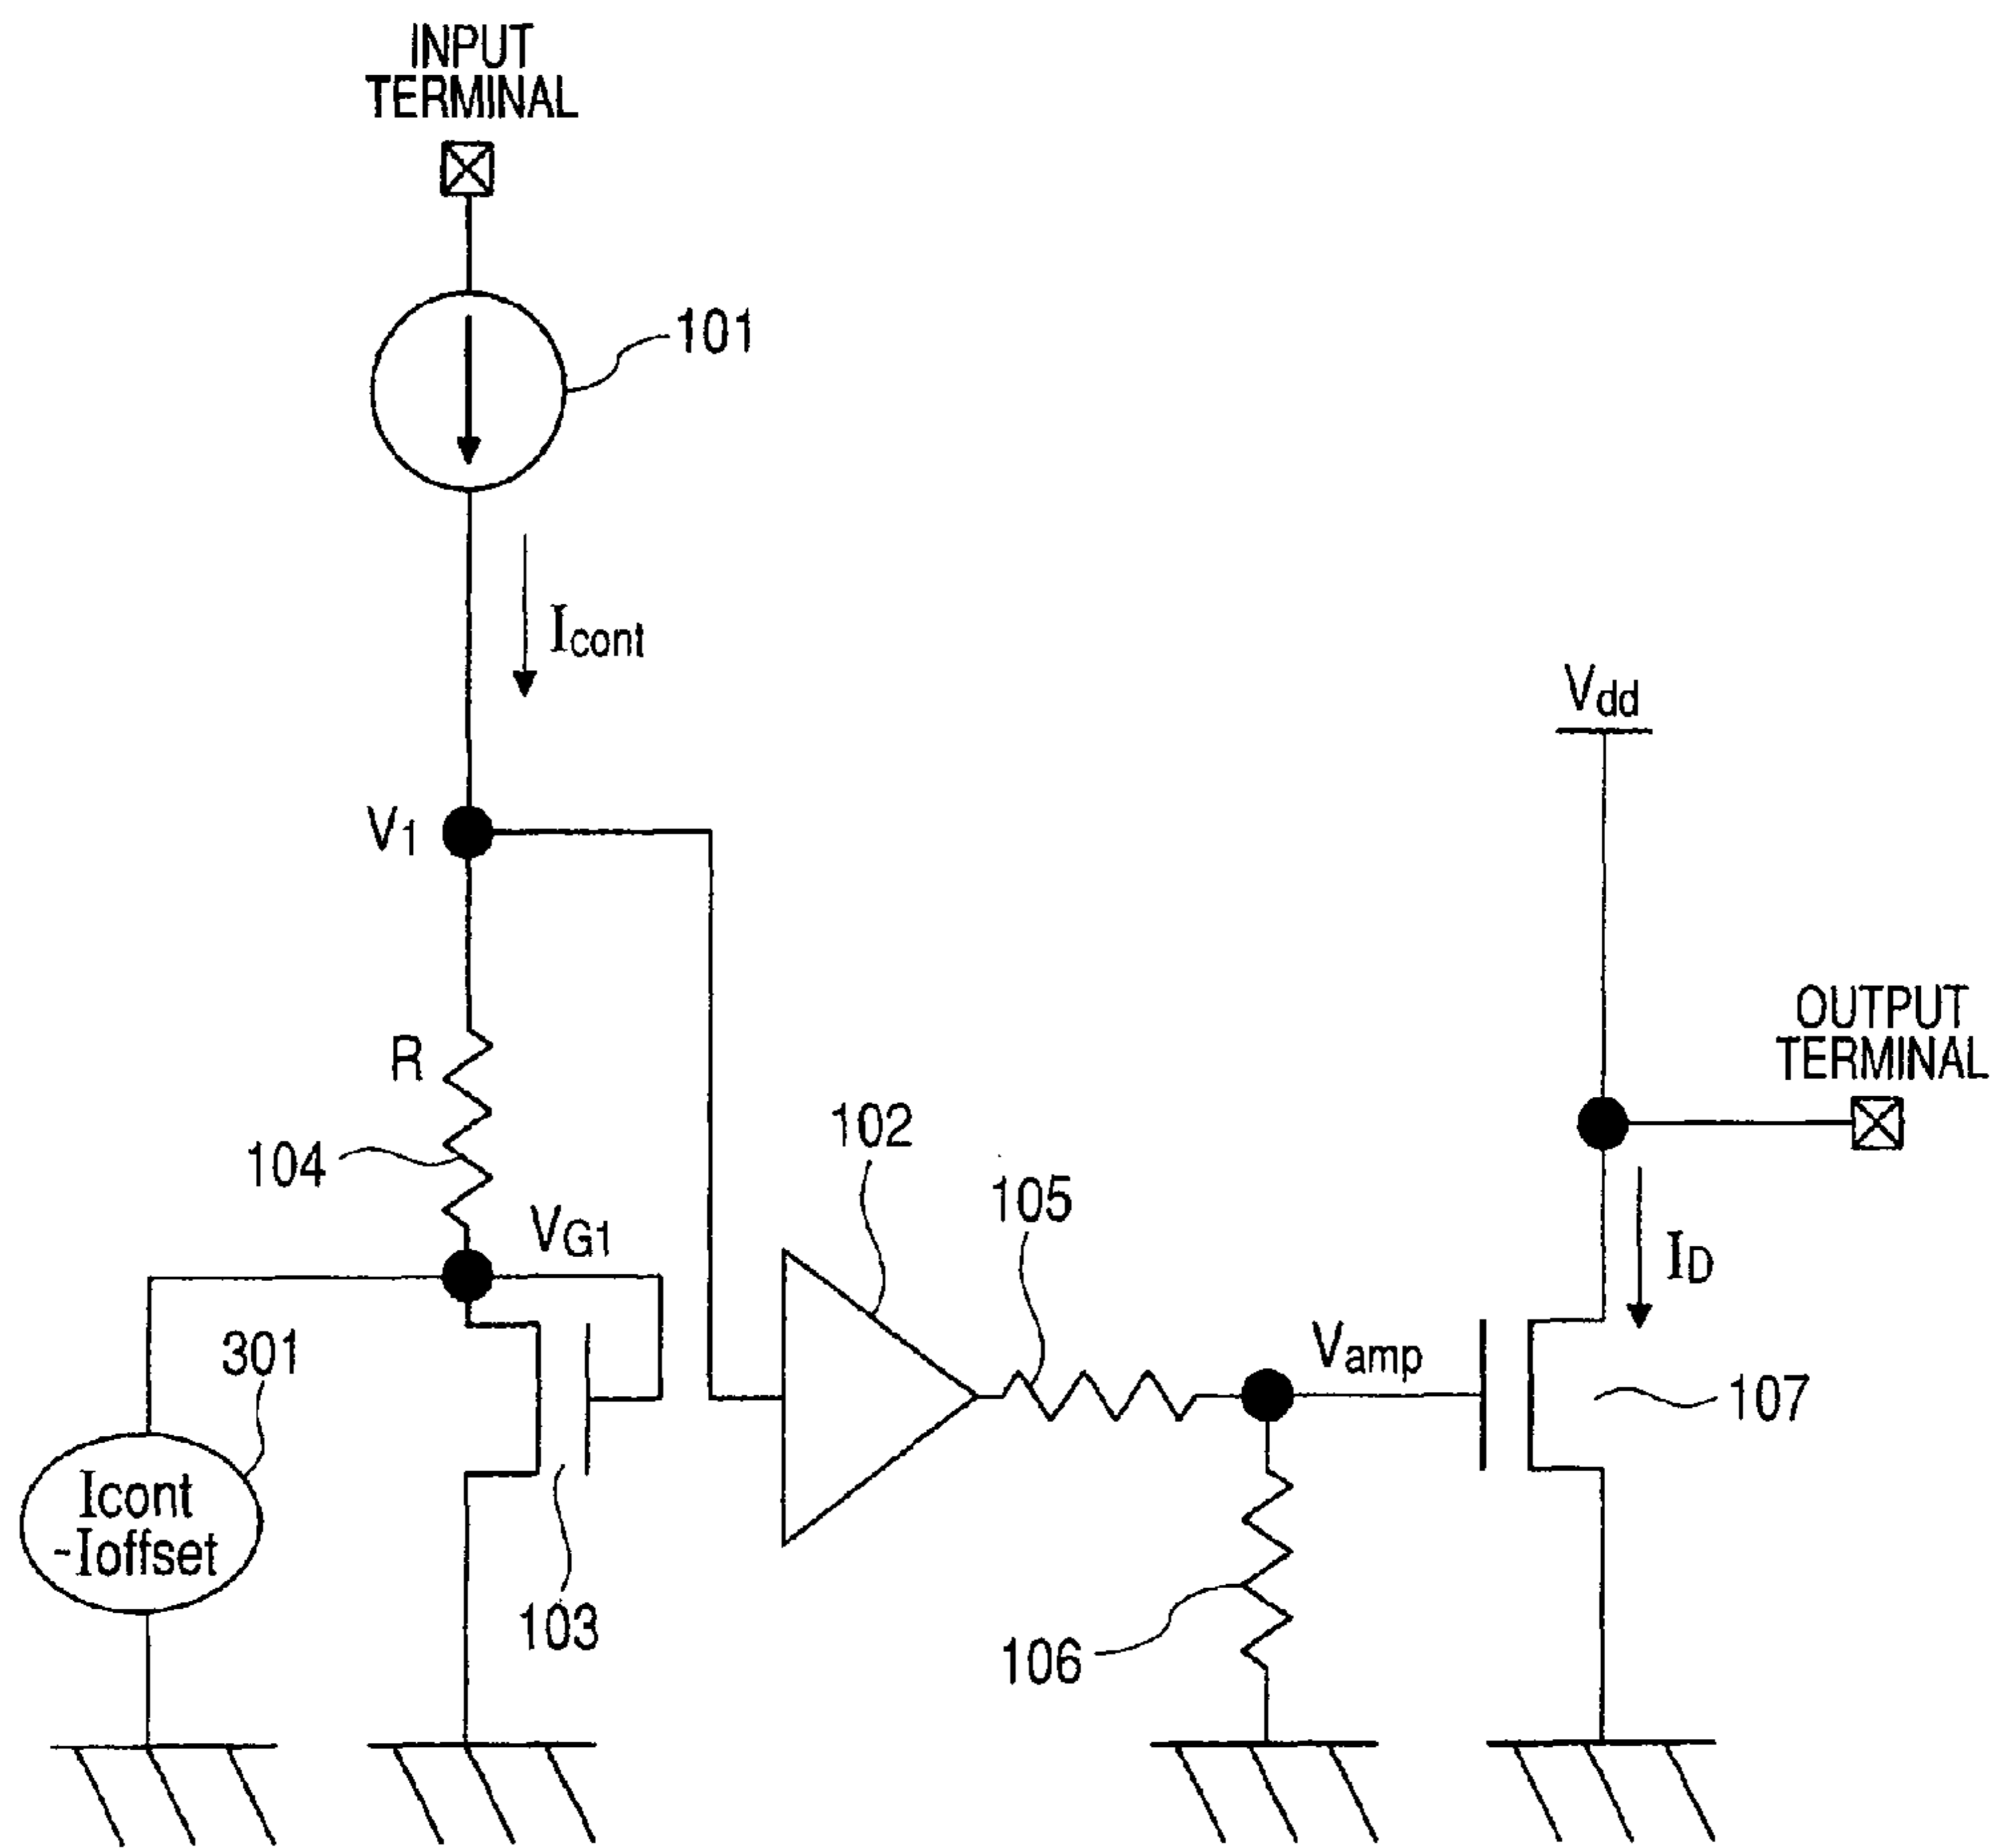 INPUT
TERMINAL
101
Icont
Vdd
V1
R
OUTPUT
TERMINAL
102
104
105
VG1
ID
301
Vamp
107
Icont
-Ioffset
103
106